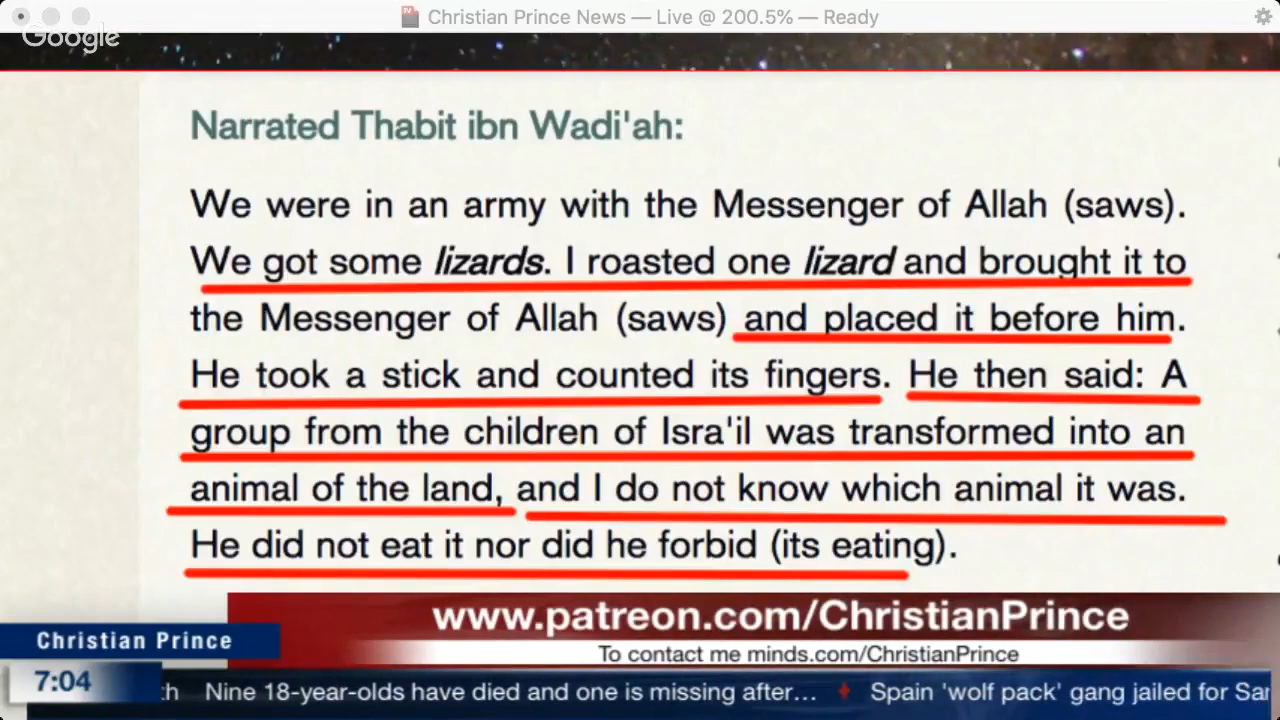 Christian Prince News — Live @ 200.5% — Ready
Google
Narrated Thabit ibn Wadi'ah:
We were in an army with the Messenger of Allah (saws).
We got some lizards. I roasted one lizard and brought it to
the Messenger of Allah (saws) and placed it before him.
He took a stick and counted its fingers. He then said: A
group from the children of Isra'il was transformed into an
animal of the land, and I do not know which animal it was.
He did not eat it nor did he forbid (its eating).
www.patreon.com/ChristianPrince
To contact me minds.com/ChristianPrince
Christian Prince
7:04
th Nine 18-year-olds have died and one is missing after... Spain 'wolf pack' gang jailed for Sar